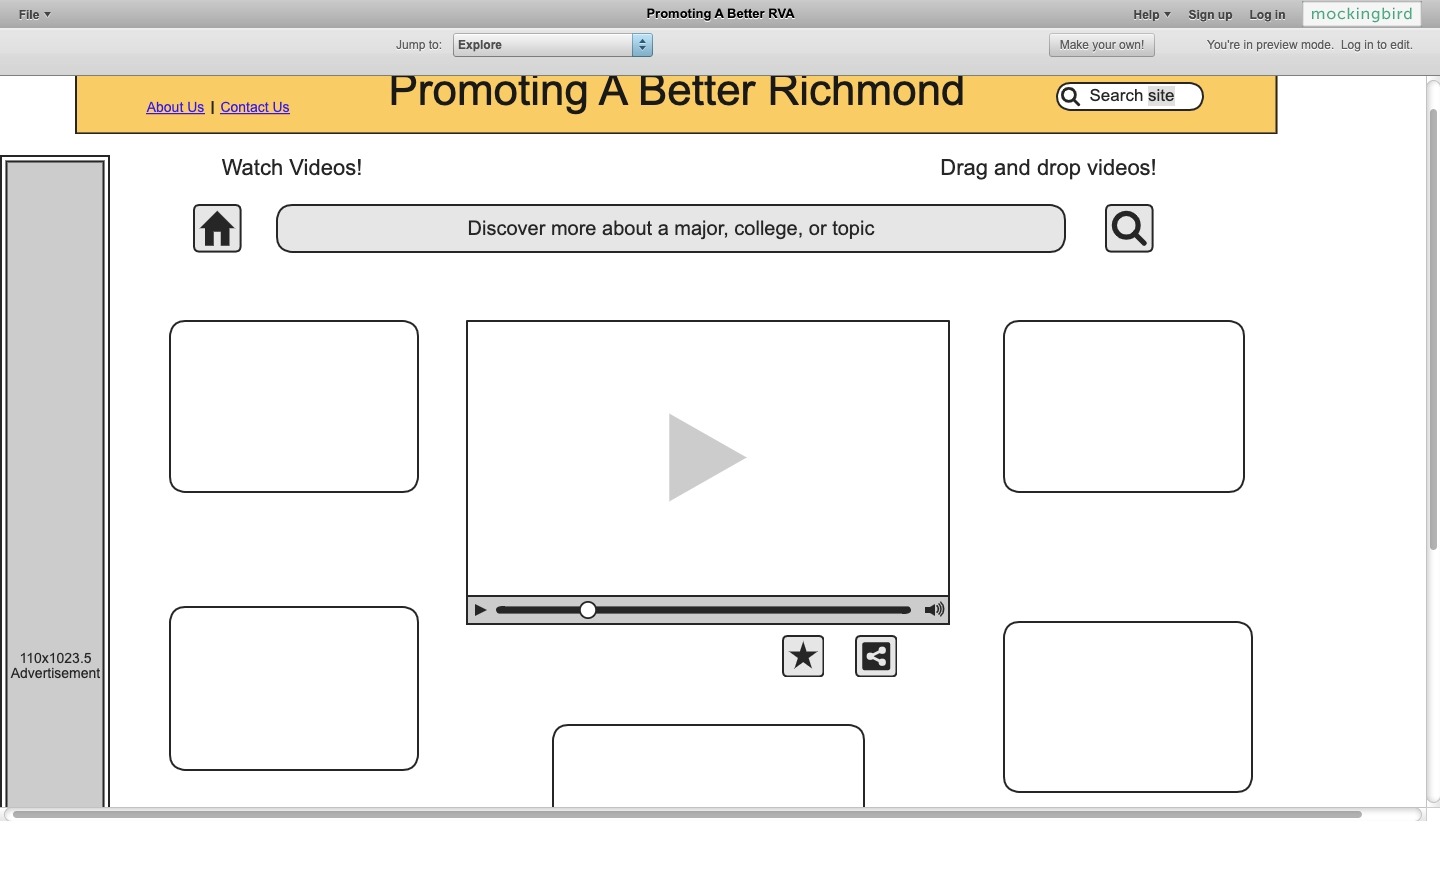 File
Promoting A Better RVA
Help Sign up Log in mockingbird
Jump to: Explore
Make your own!
You're in preview mode. Log in to edit.
Promoting A Better Richmond
About Us | Contact Us
Search site
Watch Videos!
Drag and drop videos!
Discover more about a major, college, or topic
110x1023.5
Advertisement